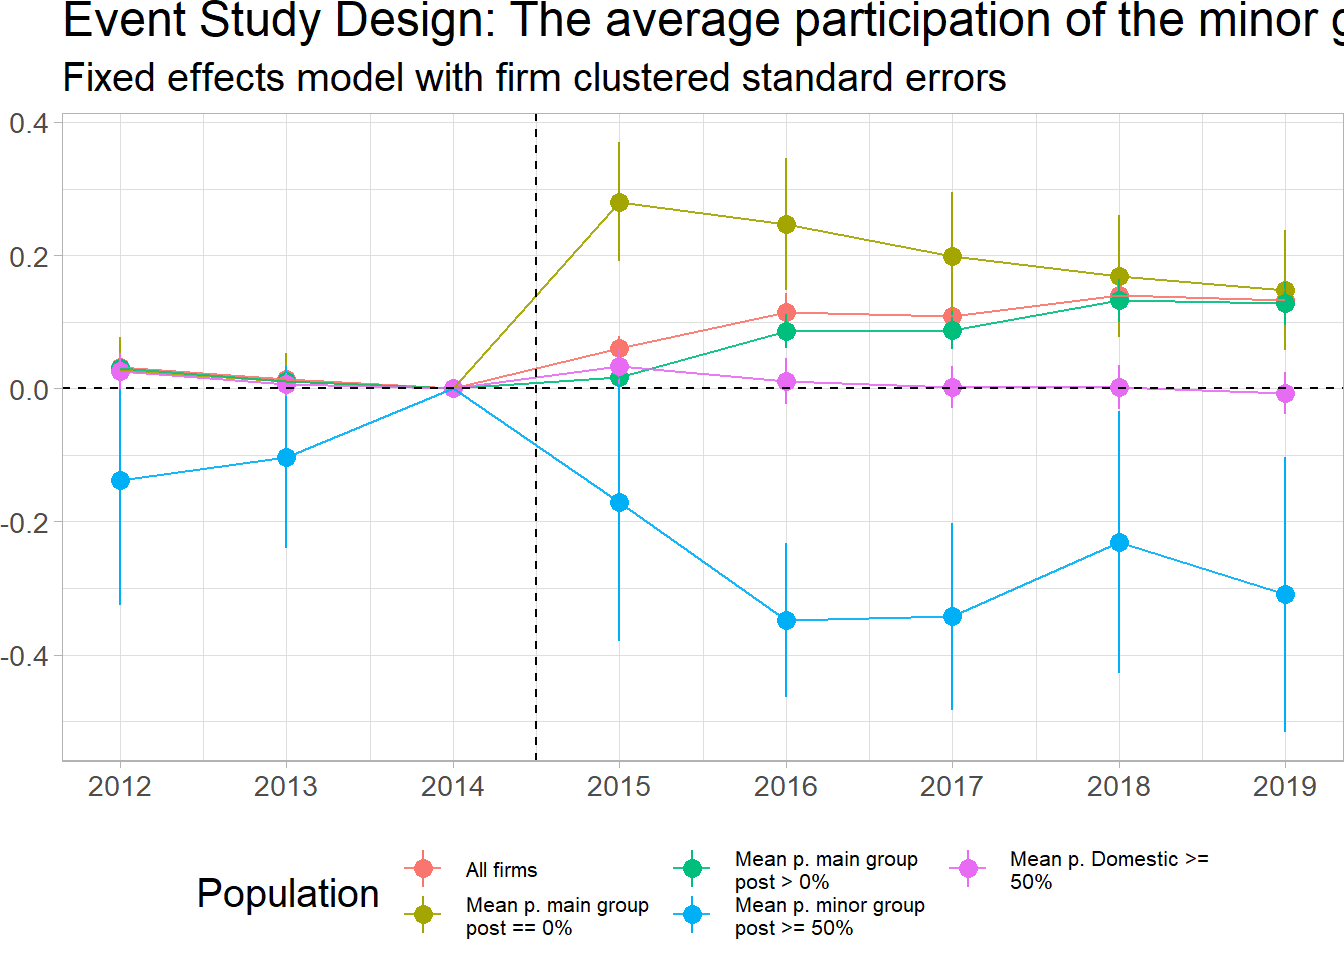 Event Study Design: The average participation of the minor
Fixed effects model with firm clustered standard errors
0.4
0.2
0.0
-0.2
-0.4
2012 2013 2014 2015 2016 2017 2018 2019
Population
All firms
Mean p. main group
post == 0%
Mean p. main group
post > 0%
Mean p. minor group
post >= 50%
Mean p. Domestic >=
50%